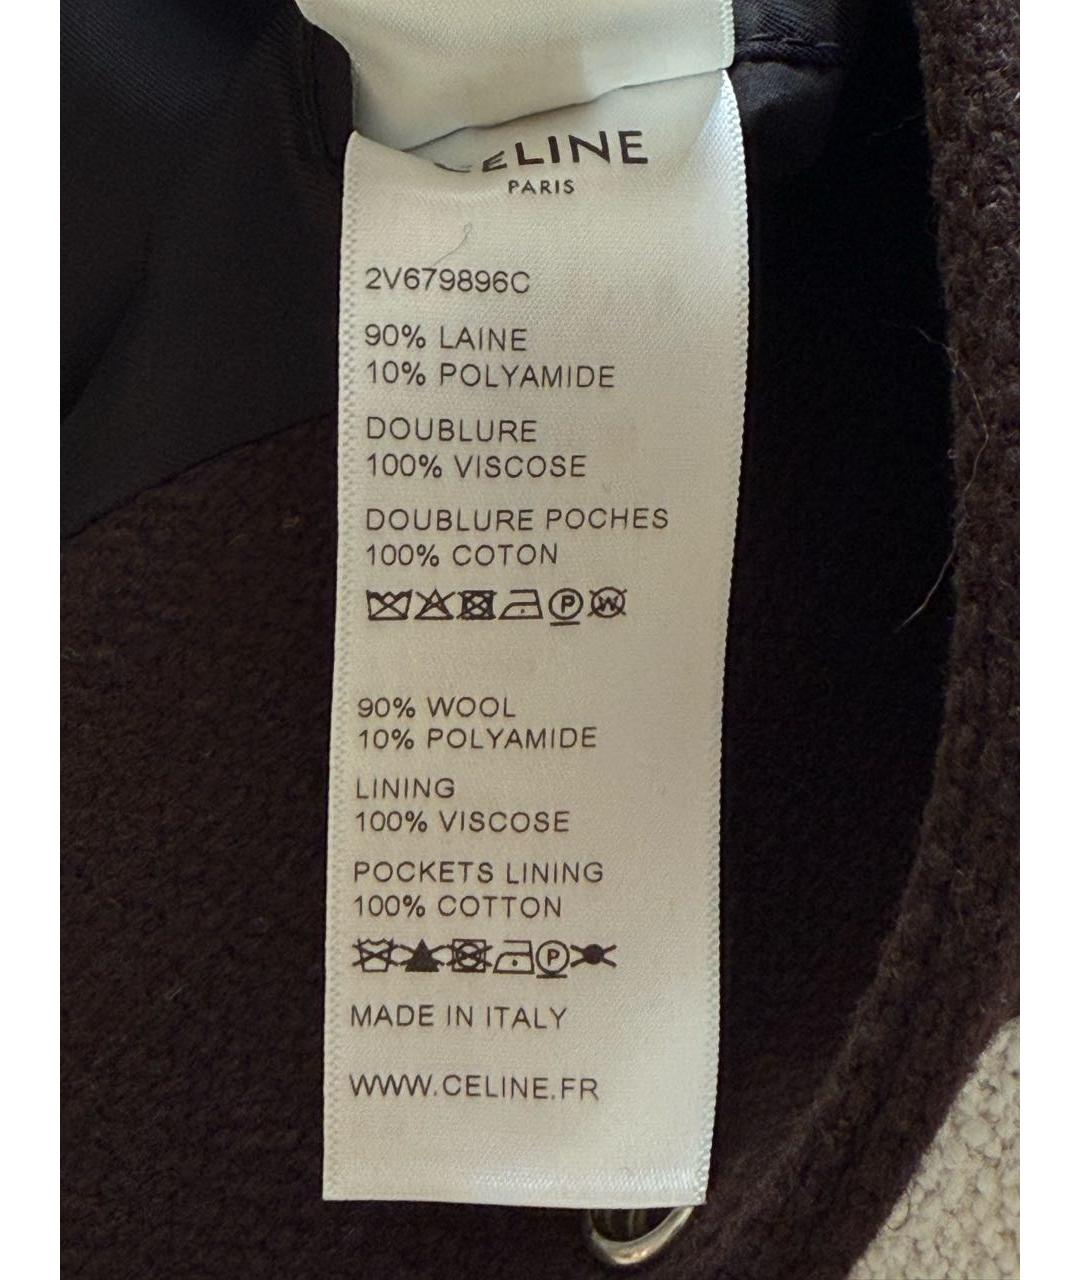 CELINE
PARIS
2V679896C
90% LAINE
10% POLYAMIDE
DOUBLURE
100% VISCOSE
DOUBLURE POCHES
100% COTON
P W
90% WOOL
10% POLYAMIDE
LINING
100% VISCOSE
POCKETS LINING
100% COTTON
P
MADE IN ITALY
WWW.CELINE.FR